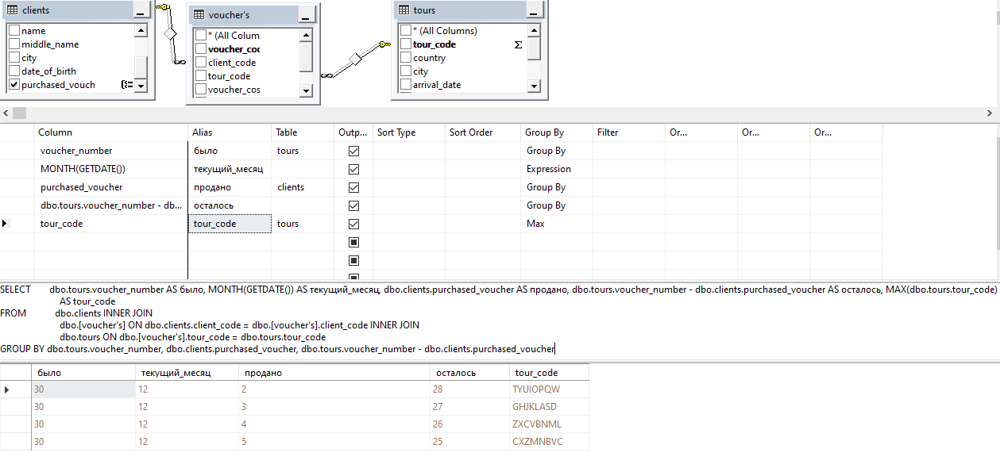 clients
name
middle_name
city
date_of_birth
purchased_vouch
voucher's
* (All Colum
voucher_coc
client_code
tour_code
voucher_cos
tours
* (All Columns)
tour_code
country
city
arrival_date
Column Alias Table Outp... Sort Type Sort Order Group By Filter Or... Or... Or...
voucher_number было tours Group By
MONTH(GETDATE()) текущий_месяц Expression
purchased_voucher продано clients Group By
dbo.tours.voucher_number - db... осталось Group By
tour_code tour_code tours Max
SELECT dbo.tours.voucher_number AS было, MONTH(GETDATE()) AS текущий_месяц, dbo.clients.purchased_voucher AS продано, dbo.tours.voucher_number - dbo.clients.purchased_voucher AS осталось, MAX(dbo.tours.tour_code)
AS tour_code
FROM dbo.clients INNER JOIN
dbo.[voucher's] ON dbo.clients.client_code = dbo.[voucher's].client_code INNER JOIN
dbo.tours ON dbo.[voucher's].tour_code = dbo.tours.tour_code
GROUP BY dbo.tours.voucher_number, dbo.clients.purchased_voucher, dbo.tours.voucher_number - dbo.clients.purchased_voucher
было текущий_месяц продано осталось tour_code
30 12 2 28 TYUIOPQW
30 12 3 27 GHJKLASD
30 12 4 26 ZXCVBNML
30 12 5 25 CXZMNBVC